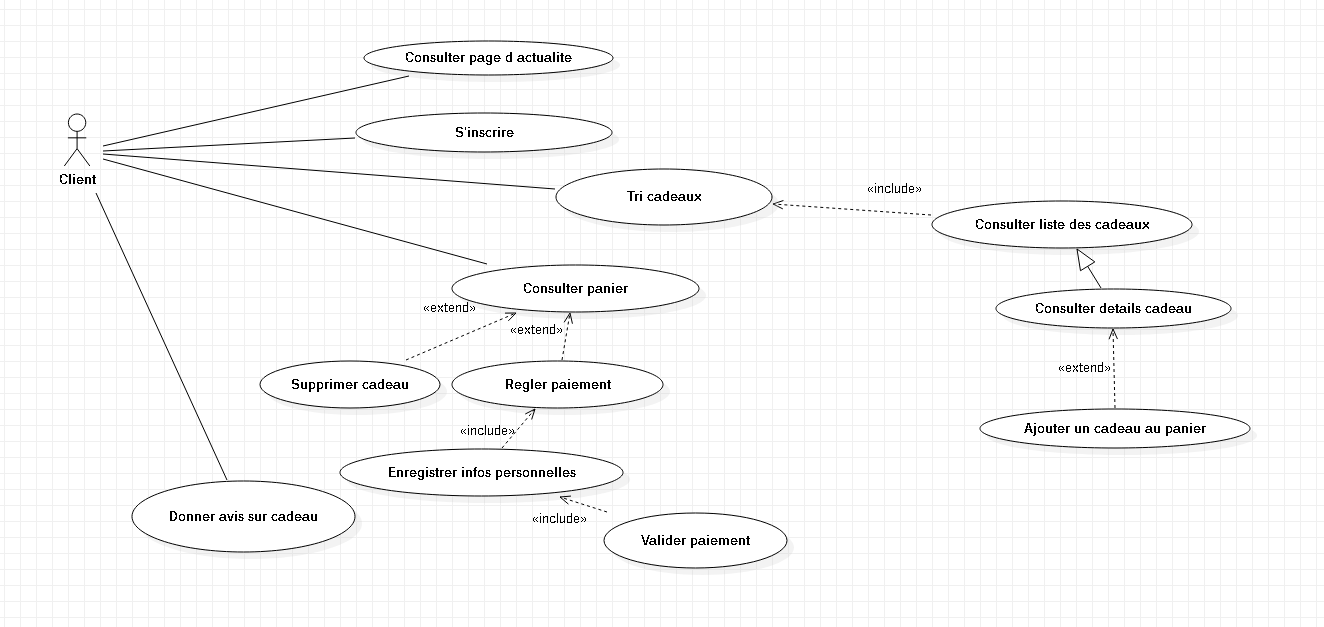 Consulter page d actualite
S'inscrire
Client
«include»
Tri cadeaux
Consulter liste des cadeaux
Consulter panier
«extend»
Consulter details cadeau
«extend»
«extend»
Supprimer cadeau
Regler paiement
«include»
Ajouter un cadeau au panier
Enregistrer infos personnelles
Donner avis sur cadeau
«include»
Valider paiement